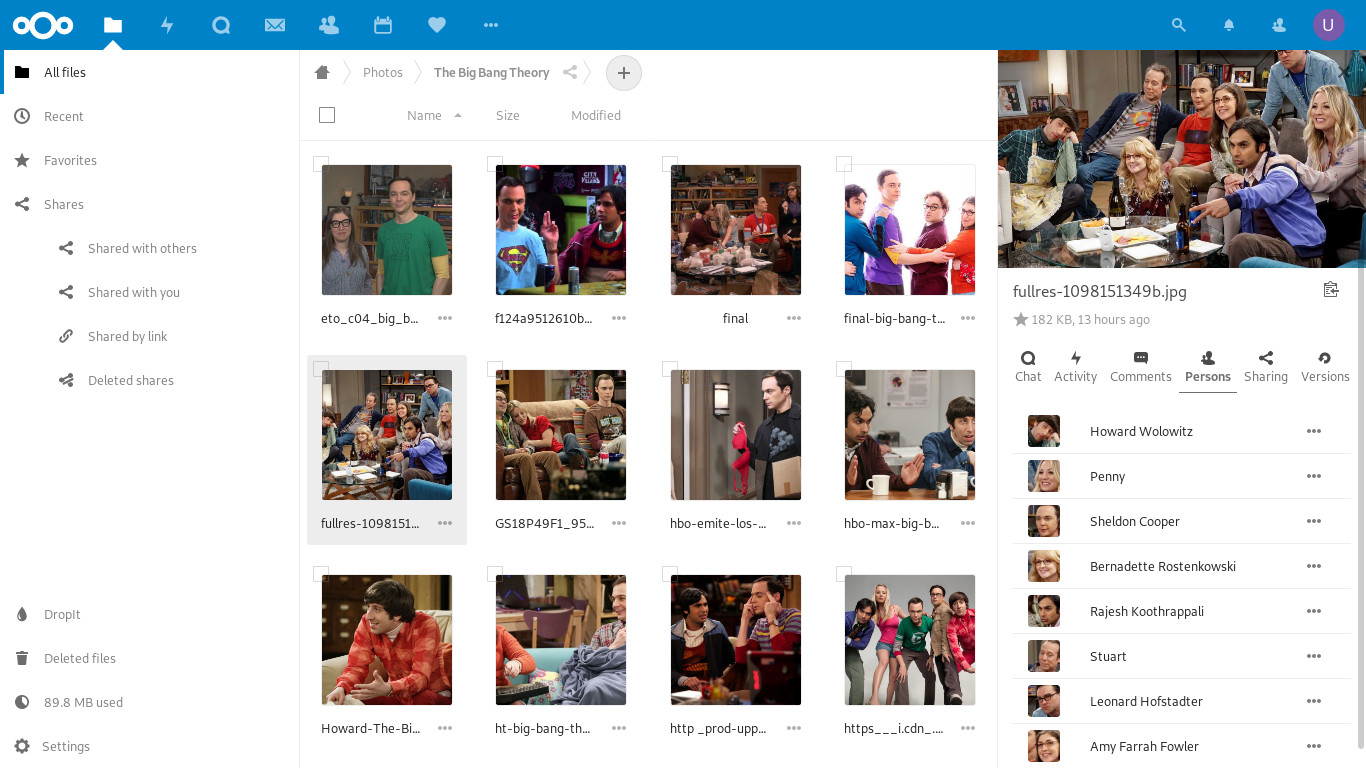 U
All files
Recent
Favorites
Shares
Shared with others
Shared with you
Shared by link
Deleted shares
DropIt
Deleted files
89.8 MB used
Settings
Photos
The Big Bang Theory
Name
Size
Modified
CITY
VILLAINS
eto_c04_big_b...
f124a9512610b...
final
final-big-bang-t...
fullres-1098151...
GS18P49F1_95...
hbo-emite-los-...
hbo-max-big-b...
Howard-The-Bi...
ht-big-bang-th...
http _prod-upp...
https___i.cdn_....
fullres-1098151349b.jpg
182 KB, 13 hours ago
Chat Activity Comments Persons Sharing Versions
Howard Wolowitz
Penny
Sheldon Cooper
Bernadette Rostenkowski
Rajesh Koothrappali
Stuart
Leonard Hofstadter
Amy Farrah Fowler